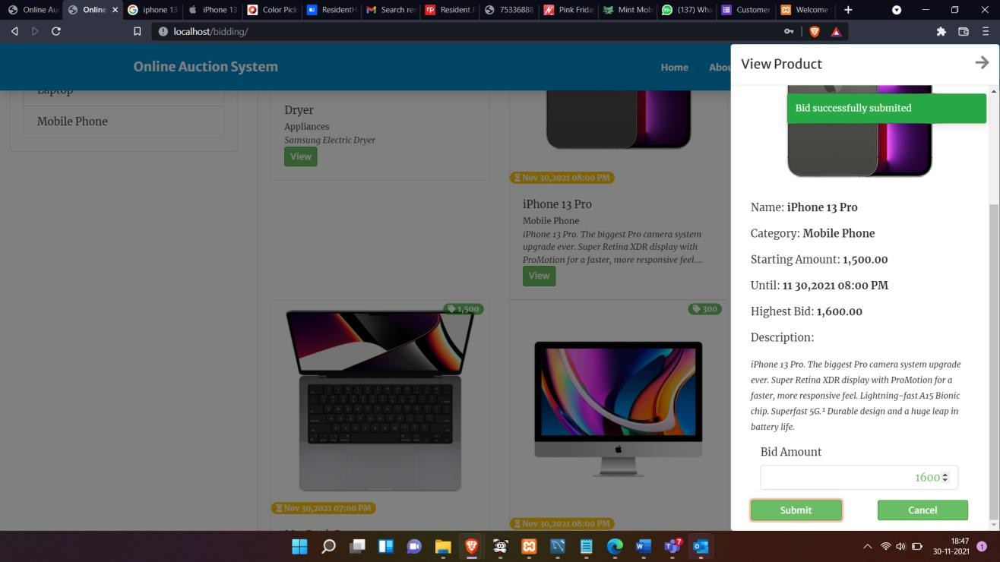 Online Au
Online
iphone 13
iPhone 13
Color Pick
ResidentH
Search res
Resident P
75336888
Pink Frida
Mint Mob
(137) Wha
Customer
Welcome
localhost/bidding/
Online Auction System
Home
Abou
Laptop
Mobile Phone
Dryer
Appliances
Samsung Electric Dryer
View
Nov 30,2021 08:00 PM
iPhone 13 Pro
Mobile Phone
iPhone 13 Pro. The biggest Pro camera system
upgrade ever. Super Retina XDR display with
ProMotion for a faster, more responsive feel....
View
1,500
300
Nov 30,2021 07:00 PM
Nov 30,2021 08:00 PM
View Product
Bid successfully submited
Name: iPhone 13 Pro
Category: Mobile Phone
Starting Amount: 1,500.00
Until: 11 30,2021 08:00 PM
Highest Bid: 1,600.00
Description:
iPhone 13 Pro. The biggest Pro camera system upgrade
ever. Super Retina XDR display with ProMotion for a
faster, more responsive feel. Lightning-fast A15 Bionic
chip. Superfast 5G.¹ Durable design and a huge leap in
battery life.
Bid Amount
1600
Submit
Cancel
7
18:47
30-11-2021
1